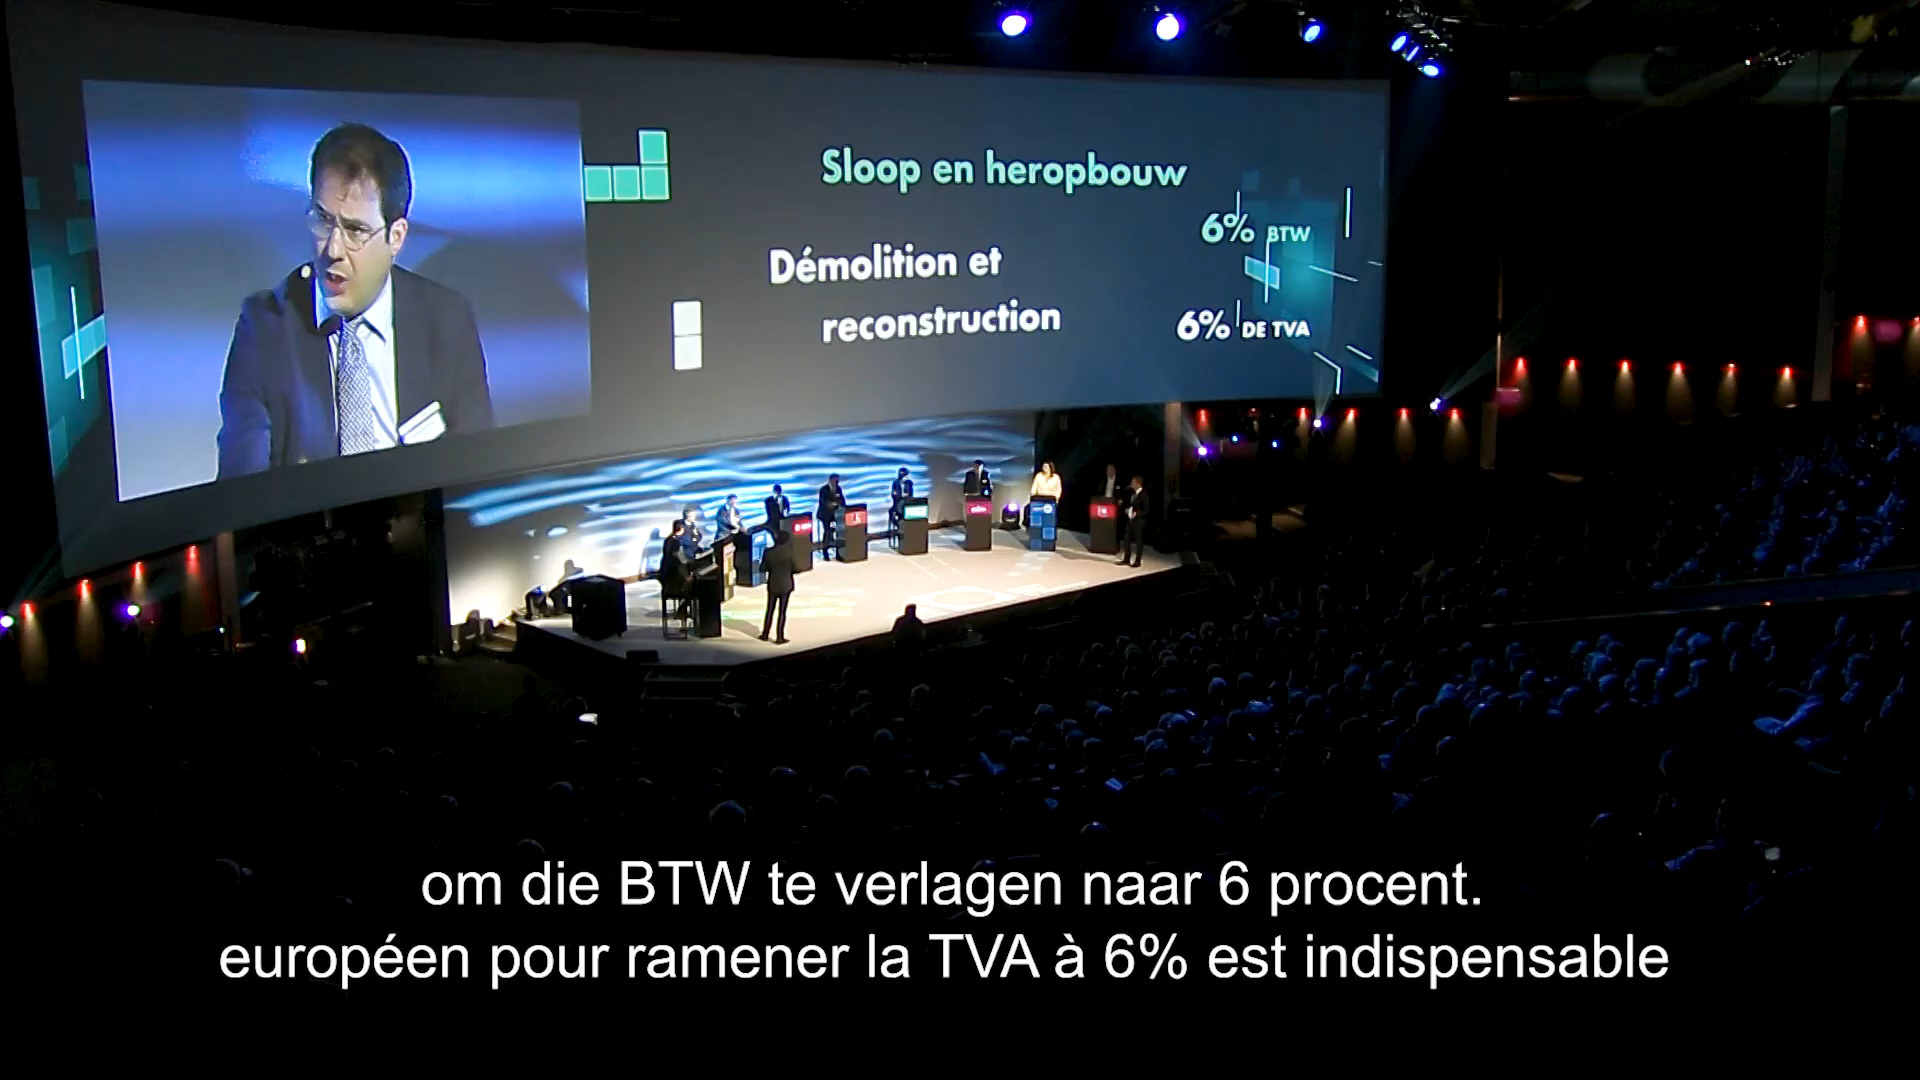 Sloop en heropbouw
6% BTW
Démolition et
reconstruction
6% DE TVA
om die BTW te verlagen naar 6 procent.
européen pour ramener la TVA à 6% est indispensable